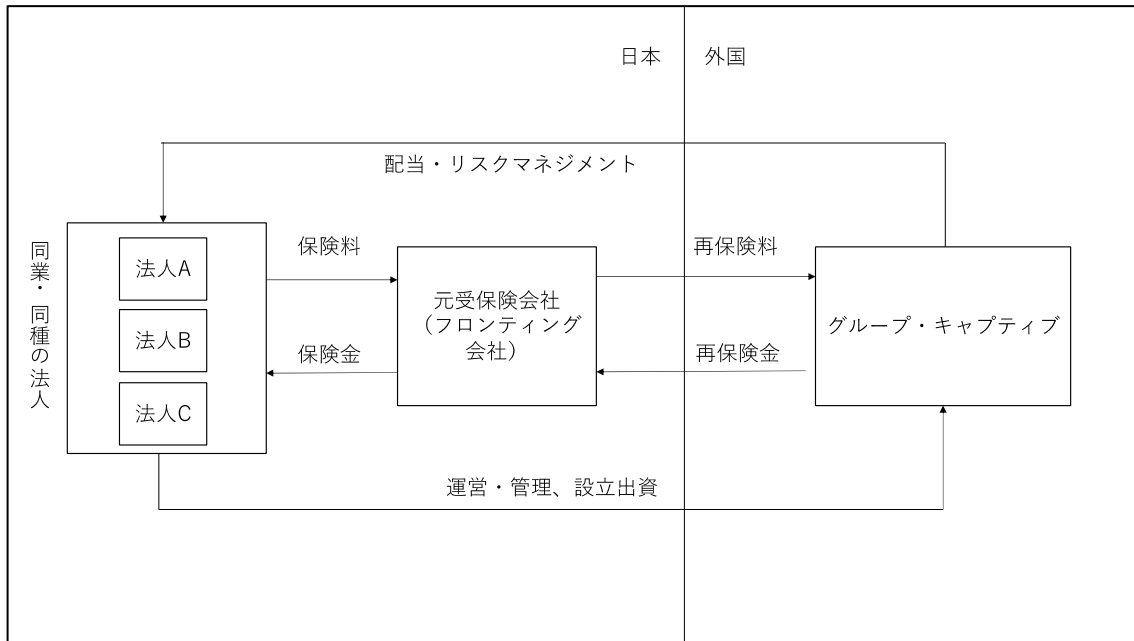 日本
外国
配当・リスクマネジメント
同業・同種の法人
法人A
法人B
法人C
保険料
保険金
元受保険会社
（フロンティング
会社）
再保険料
再保険金
グループ・キャプティブ
運営・管理、設立出資